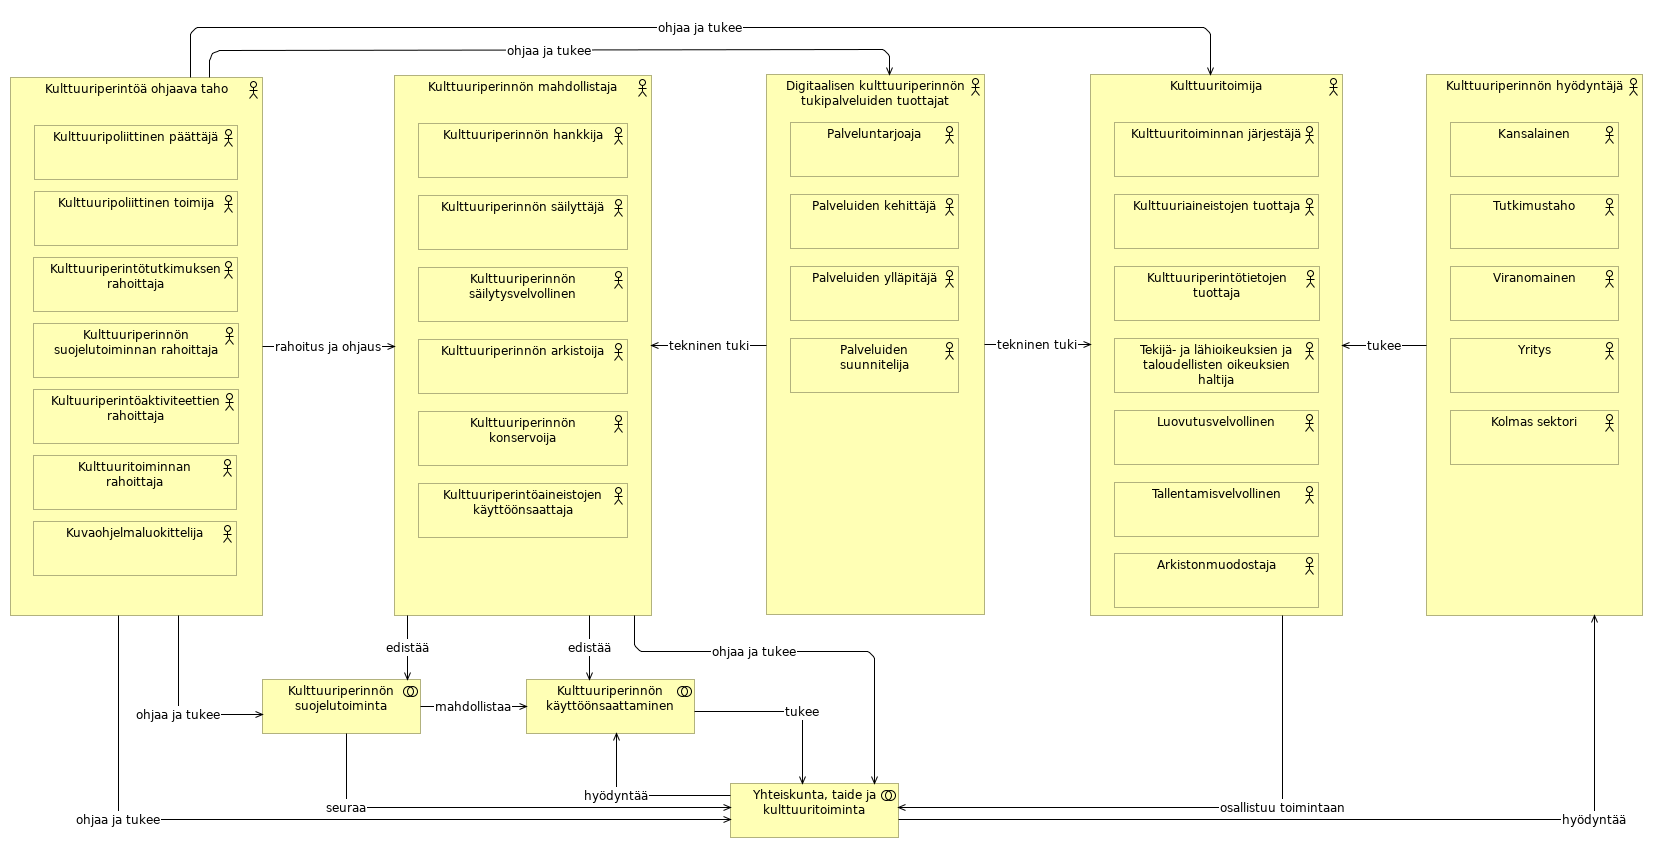 ohjaa ja tukee
ohjaa ja tukee
Kulttuuriperintöä ohjaava taho
Kulttuuripoliittinen päättäjä
Kulttuuripoliittinen toimija
Kulttuuriperintötutkimuksen
rahoittaja
Kulttuuriperinnön
suojelutoiminnan rahoittaja
Kultuuriperintöaktiviteettien
rahoittaja
Kulttuuritoiminnan
rahoittaja
Kuvaohjelmaluokittelija
rahoitus ja ohjaus
Kulttuuriperinnön mahdollistaja
Kulttuuriperinnön hankkija
Kulttuuriperinnön säilyttäjä
Kulttuuriperinnön
säilytysvelvollinen
Kulttuuriperinnön arkistoija
Kulttuuriperinnön
konservoija
Kulttuuriperintöaineistojen
käyttöönsaattaja
tekninen tuki
Digitaalisen kulttuuriperinnön
tukipalveluiden tuottajat
Palveluntarjoaja
Palveluiden kehittäjä
Palveluiden ylläpitäjä
Palveluiden
suunnitelija
tekninen tuki
Kulttuuritoimija
Kulttuuritoiminnan järjestäjä
Kulttuuriaineistojen tuottaja
Kulttuuriperintötietojen
tuottaja
Tekijä- ja lähioikeuksien ja
taloudellisten oikeuksien
haltija
Luovutusvelvollinen
Tallentamisvelvollinen
Arkistonmuodostaja
tukee
Kulttuuriperinnön hyödyntäjä
Kansalainen
Tutkimustaho
Viranomainen
Yritys
Kolmas sektori
edistää
edistää
ohjaa ja tukee
Kulttuuriperinnön
suojelutoiminta
mahdollistaa
Kulttuuriperinnön
käyttöönsaattaminen
ohjaa ja tukee
tukee
hyödyntää
Yhteiskunta, taide ja
kulttuuritoiminta
seuraa
osallistuu toimintaan
ohjaa ja tukee
hyödyntää